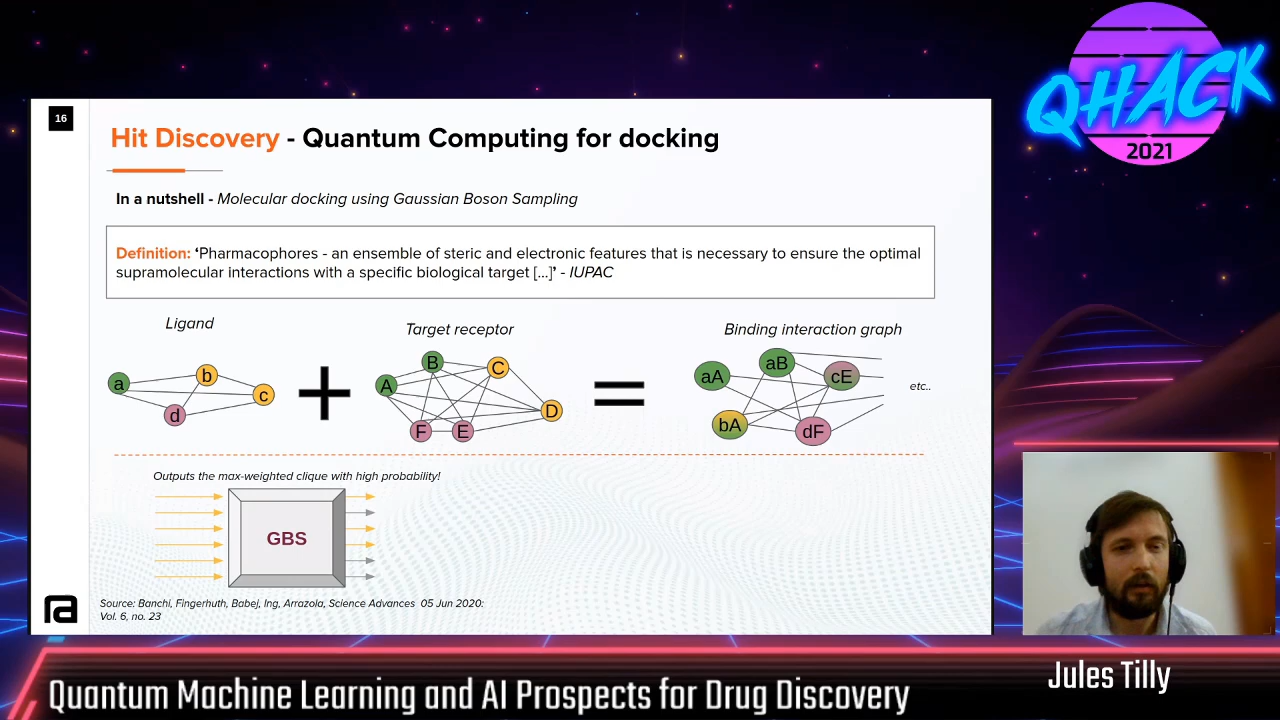 16
Hit Discovery - Quantum Computing for docking
In a nutshell - Molecular docking using Gaussian Boson Sampling
Definition: ‘Pharmacophores - an ensemble of steric and electronic features that is necessary to ensure the optimal
supramolecular interactions with a specific biological target [...]’ - IUPAC
Ligand
Target receptor
Binding interaction graph
a
b
c
d
+
A
B
C
D
E
F
=
aA
aB
cE
bA
dF
etc..
Outputs the max-weighted clique with high probability!
GBS
Source: Banchi, Fingerhuth, Babej, Ing, Arrazola, Science Advances 05 Jun 2020:
Vol. 6, no. 23
ra
QHACK
2021
Jules Tilly
Quantum Machine Learning and AI Prospects for Drug Discovery